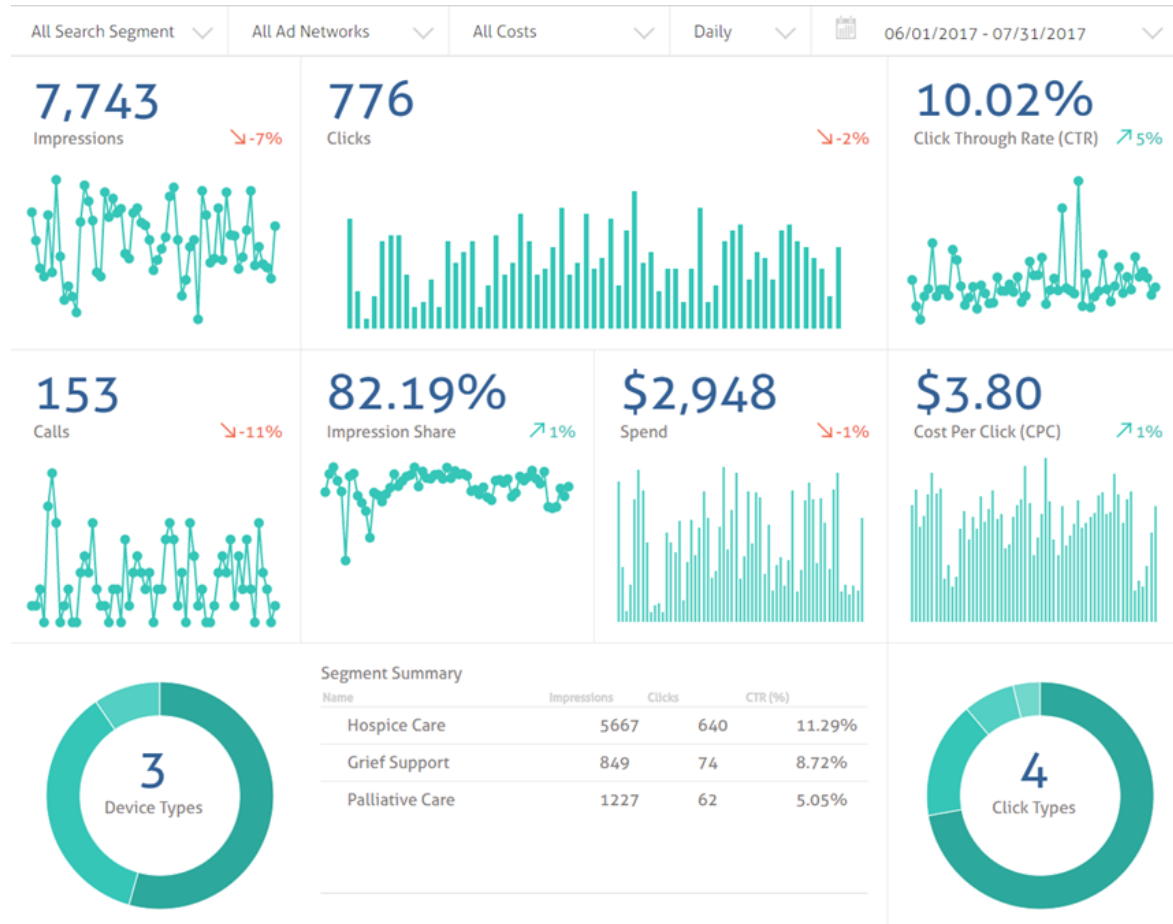 All Search Segment All Ad Networks All Costs Daily 06/01/2017 - 07/31/2017
7,743
Impressions -7%
776
Clicks -2%
10.02%
Click Through Rate (CTR) 5%
153
Calls -11%
82.19%
Impression Share 1%
$2,948
Spend -1%
$3.80
Cost Per Click (CPC) 1%
3
Device Types
Segment Summary
Name Impressions Clicks CTR (%)
Hospice Care 5667 640 11.29%
Grief Support 849 74 8.72%
Palliative Care 1227 62 5.05%
4
Click Types